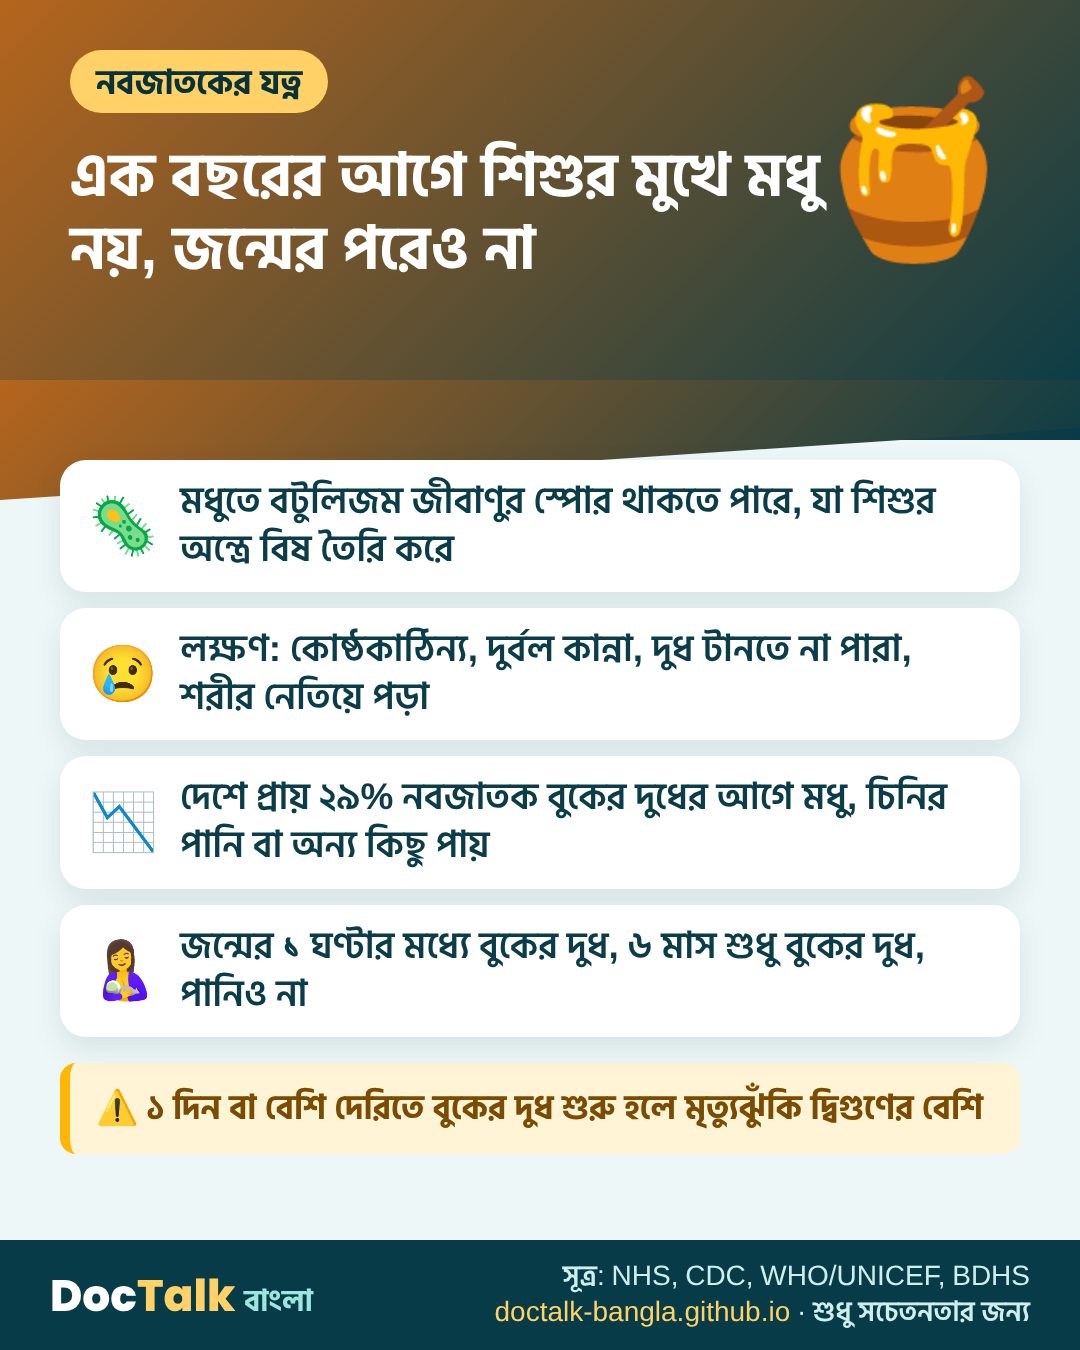 নবজাতকের যত্ন
এক বছরের আগে শিশুর মুখে মধু
নয়, জন্মের পরেও না
মধুতে বটুলিজম জীবাণুর স্পোর থাকতে পারে, যা শিশুর
অন্ত্রে বিষ তৈরি করে
লক্ষণ: কোষ্ঠকাঠিন্য, দুর্বল কান্না, দুধ টানতে না পারা,
শরীর নেতিয়ে পড়া
দেশে প্রায় ২৯% নবজাতক বুকের দুধের আগে মধু, চিনির
পানি বা অন্য কিছু পায়
জন্মের ১ ঘণ্টার মধ্যে বুকের দুধ, ৬ মাস শুধু বুকের দুধ,
পানিও না
⚠️ ১ দিন বা বেশি দেরিতে বুকের দুধ শুরু হলে মৃত্যুঝুঁকি দ্বিগুণের বেশি
DocTalk বাংলা
সূত্র: NHS, CDC, WHO/UNICEF, BDHS
doctalk-bangla.github.io · শুধু সচেতনতার জন্য